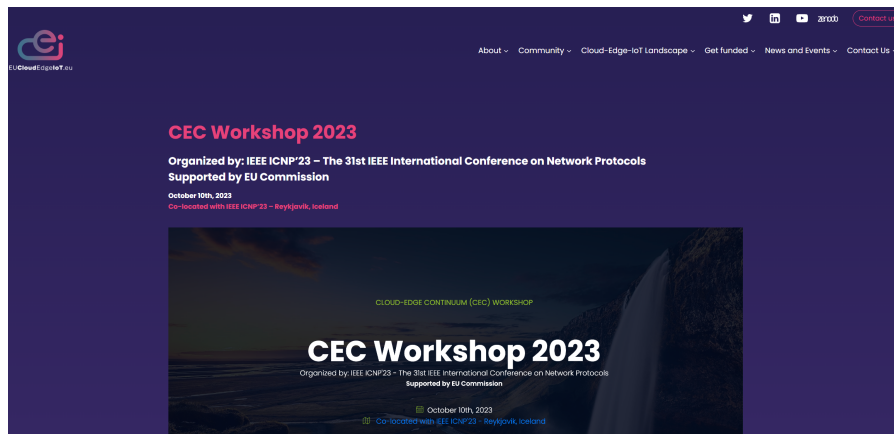 zenodo
Contact us
EUCloudEdgeIoT.eu
About
Community
Cloud-Edge-IoT Landscape
Get funded
News and Events
Contact Us
CEC Workshop 2023
Organized by: IEEE ICNP'23 – The 31st IEEE International Conference on Network Protocols
Supported by EU Commission
October 10th, 2023
Co-located with IEEE ICNP'23 – Reykjavik, Iceland
CLOUD-EDGE CONTINUUM (CEC) WORKSHOP
CEC Workshop 2023
Organized by: IEEE ICNP'23 - The 31st IEEE International Conference on Network Protocols
Supported by EU Commission
October 10th, 2023
Co-located with IEEE ICNP'23 - Reykjavik, Iceland